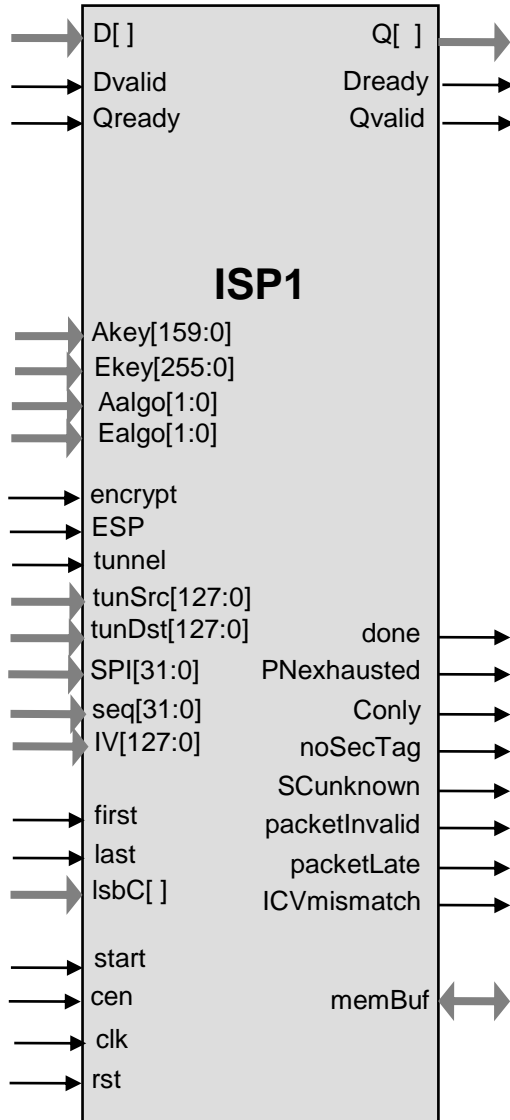 D[ ]
Q[ ]
Dvalid
Dready
Qready
Qvalid
ISP1
Akey[159:0]
Ekey[255:0]
Aalgo[1:0]
Ealgo[1:0]
encrypt
ESP
tunnel
tunSrc[127:0]
tunDst[127:0]
done
SPI[31:0]
PNexhausted
seq[31:0]
Conly
IV[127:0]
noSecTag
SCunknown
first
packetInvalid
last
packetLate
lsbC[ ]
ICVmismatch
start
cen
memBuf
clk
rst